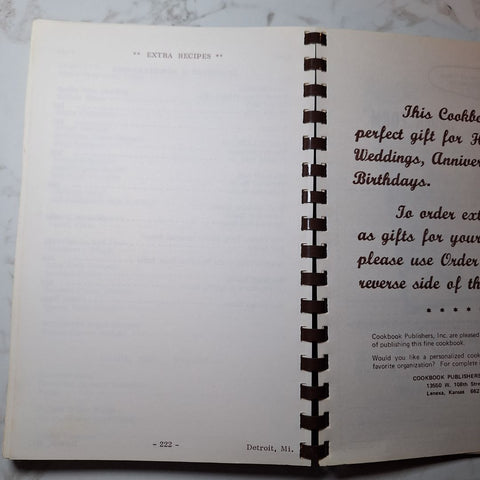 ** EXTRA RECIPES **
- 222 -
Detroit, Mi.
This Cookbo
perfect gift for H
Weddings, Anniver
Birthdays.
To order ext
as gifts for your
please use Order
reverse side of th
* * * * *
Cookbook Publishers, Inc. are pleased
of publishing this fine cookbook.
Would you like a personalized cook
favorite organization? For complete
COOKBOOK PUBLISHERS
13550 W. 108th Stre
Lenexa, Kansas 662